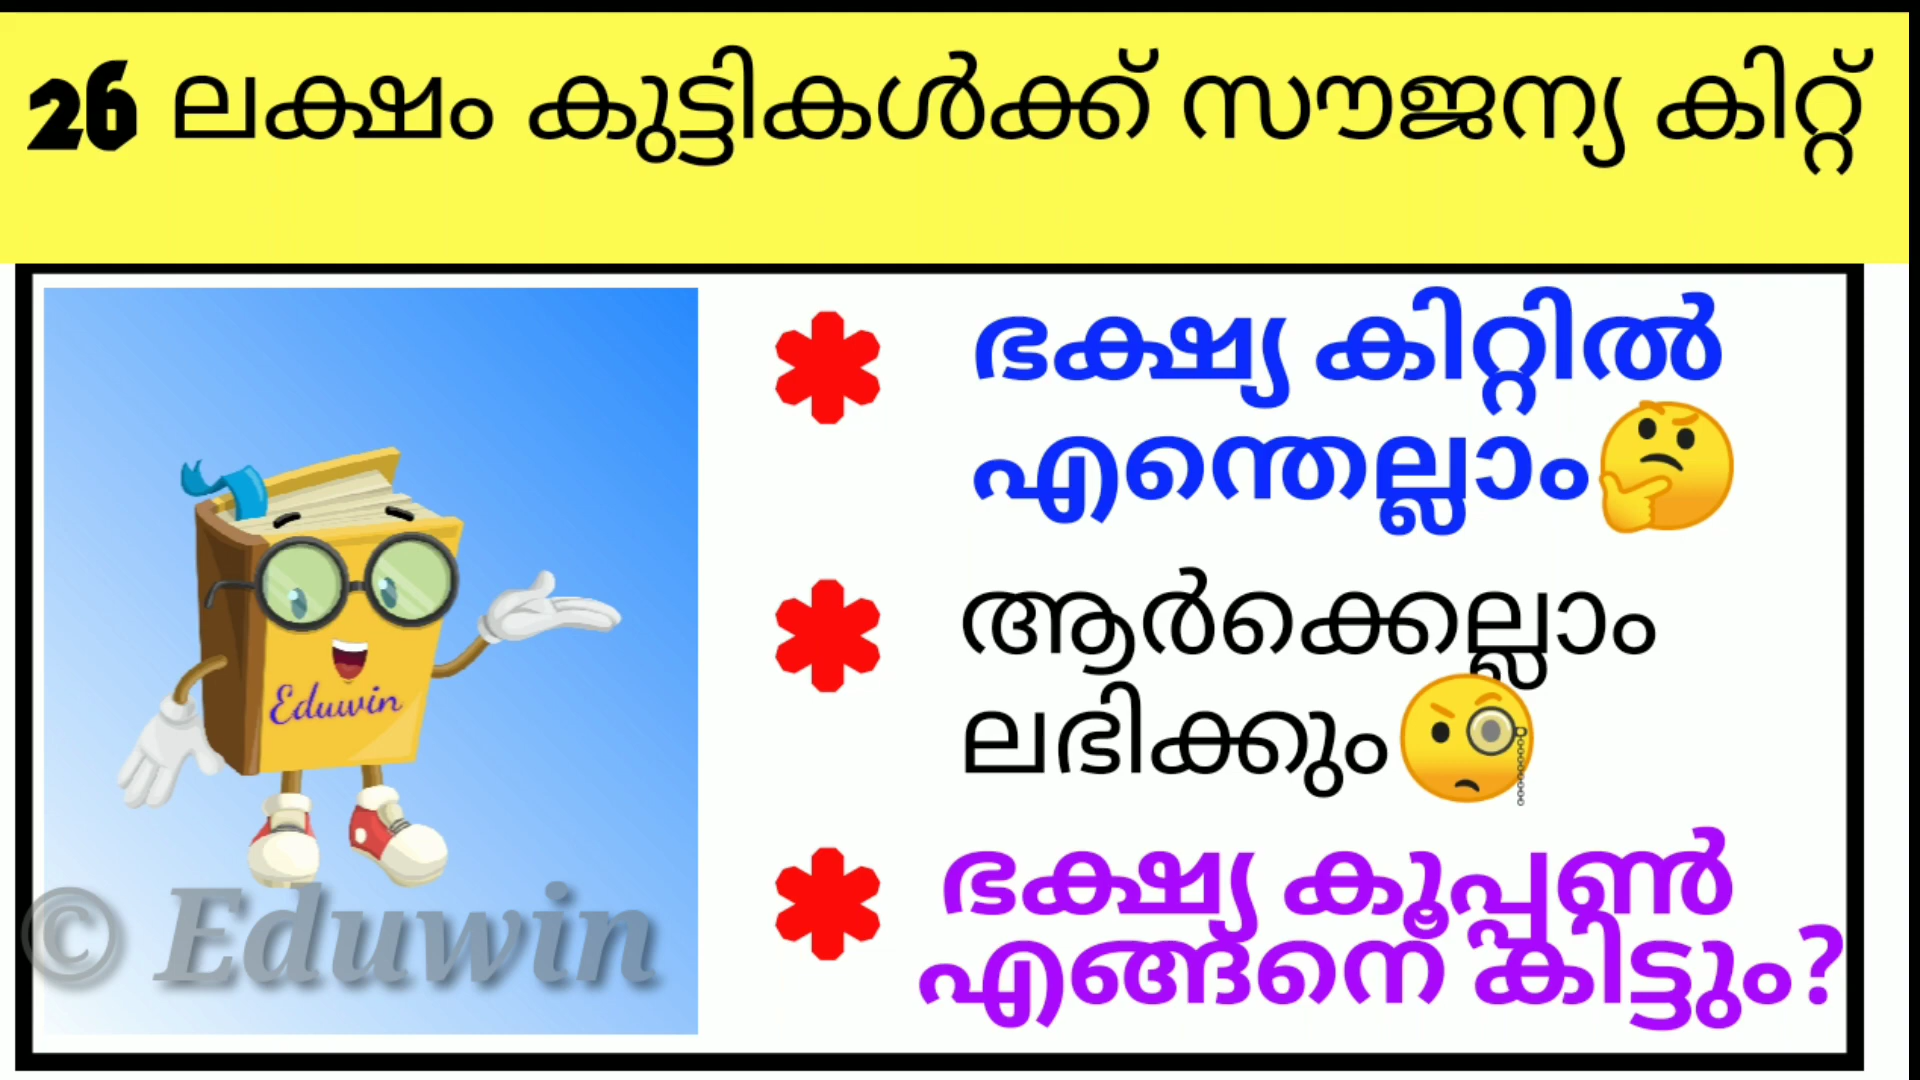 26 ലക്ഷം കുട്ടികൾക്ക് സൗജന്യ കിറ്റ്
ഭക്ഷ്യ കിറ്റിൽ
എന്തെല്ലാം🤔
ആർക്കെല്ലാം
ലഭിക്കും🧐
ഭക്ഷ്യ കൂപ്പൺ
എങ്ങനെ കിട്ടും?
Eduwin
© Eduwin